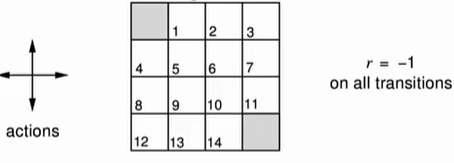 1 2 3
4 5 6 7
8 9 10 11
12 13 14
actions
r = -1
on all transitions